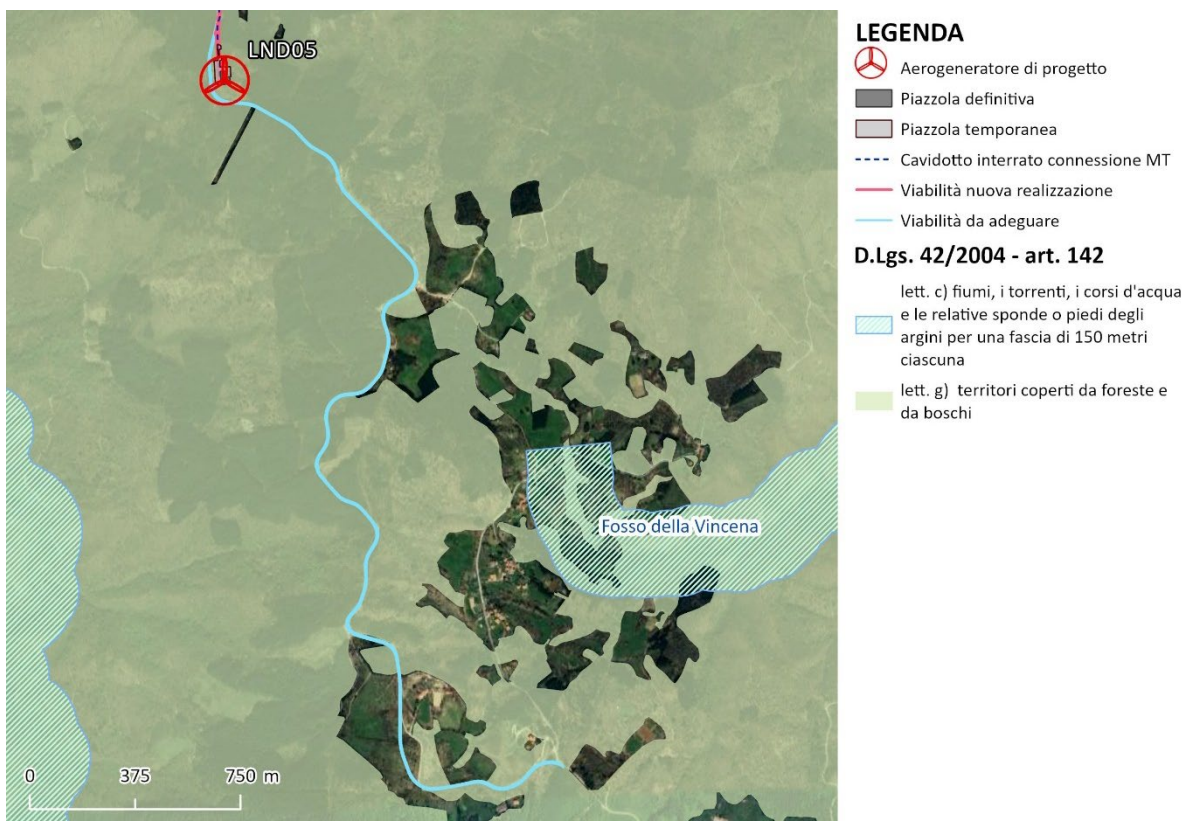 LND05
Fosso della Vincena
0 375 750 m
LEGENDA
Aerogeneratore di progetto
Piazzola definitiva
Piazzola temporanea
Cavidotto interrato connessione MT
Viabilità nuova realizzazione
Viabilità da adeguare
D.Lgs. 42/2004 - art. 142
lett. c) fiumi, i torrenti, i corsi d'acqua
e le relative sponde o piedi degli
argini per una fascia di 150 metri
ciascuna
lett. g) territori coperti da foreste e
da boschi